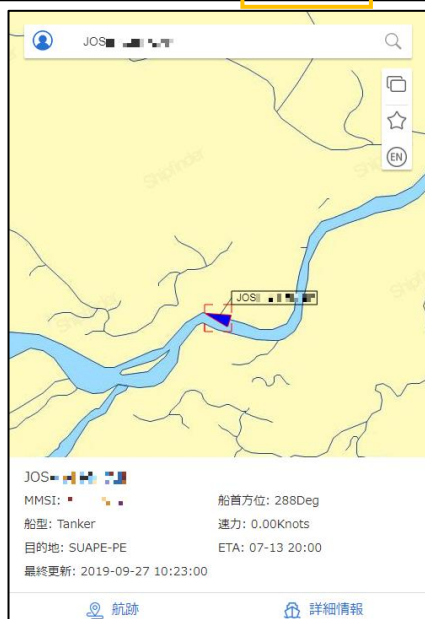 JOS
EN
JOS
Shipfinder
Shipfinder
JOS
MMSI:
船首方位: 288Deg
船型: Tanker
速力: 0.00Knots
目的地: SUAPE-PE
ETA: 07-13 20:00
最終更新: 2019-09-27 10:23:00
航跡
詳細情報